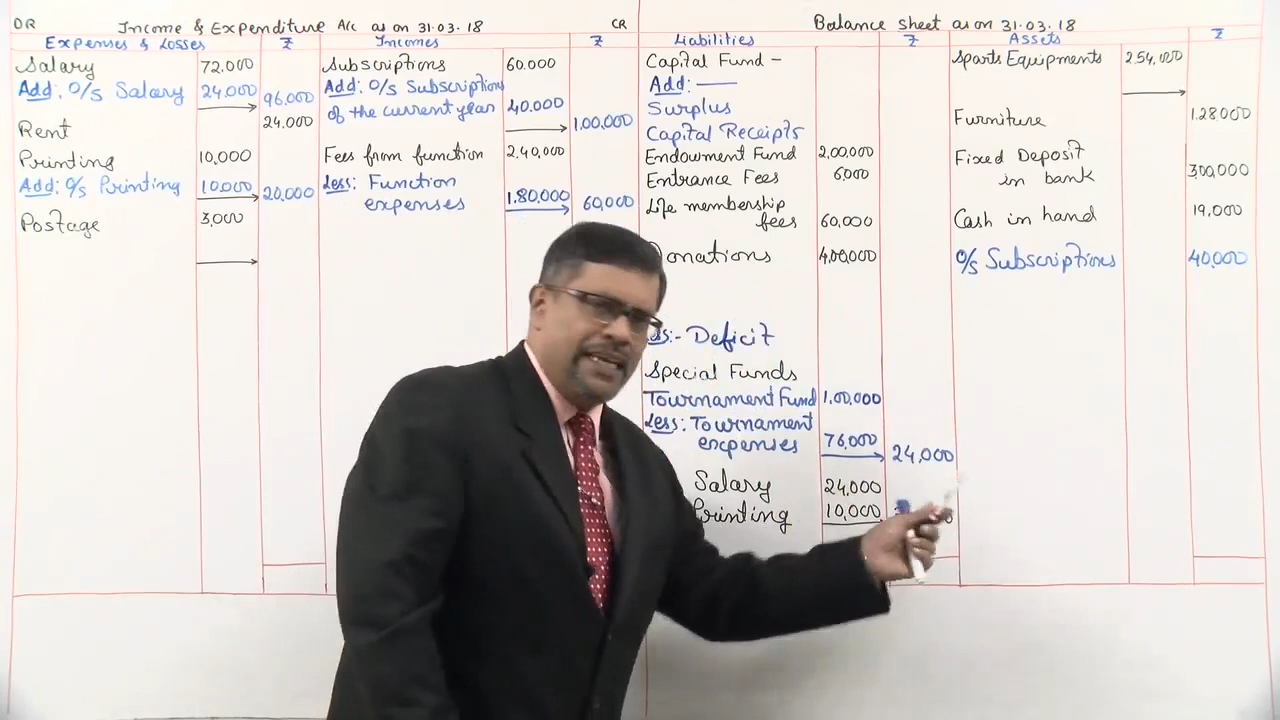 DR Income & Expenditure A/c as on 31.03.18 CR
Expenses & Losses ₹ Incomes ₹
Salary 72,000 Subscriptions 60.000
Add: O/S Salary 24,000 96,000 Add: O/S Subscriptions
of the current year 40.000 1,00,000
Rent 24.000
Printing 10,000 Fees from function 2,40,000
Add: O/S Printing 10,000 20,000 Less: Function
expenses 1,80,000 60,000
Postage 3,000
Balance sheet as on 31.03.18
Liabilities ₹ Assets ₹
Capital Fund – Sports Equipments 2,54,000
Add: —
Surplus
Capital Receipts Furniture 1.28000
Endowment Fund 2,00,000 Fixed Deposit
Entrance Fees 6000 in bank 300,000
Life membership
fees 60,000 Cash in hand 19,000
onations 4,00,000 O/S Subscriptions 40,000
ss:- Deficit
Special Funds
Tournament Fund 1,00,000
Less: Tournament
expenses 76,000 24,000
Salary 24,000
Printing 10,000